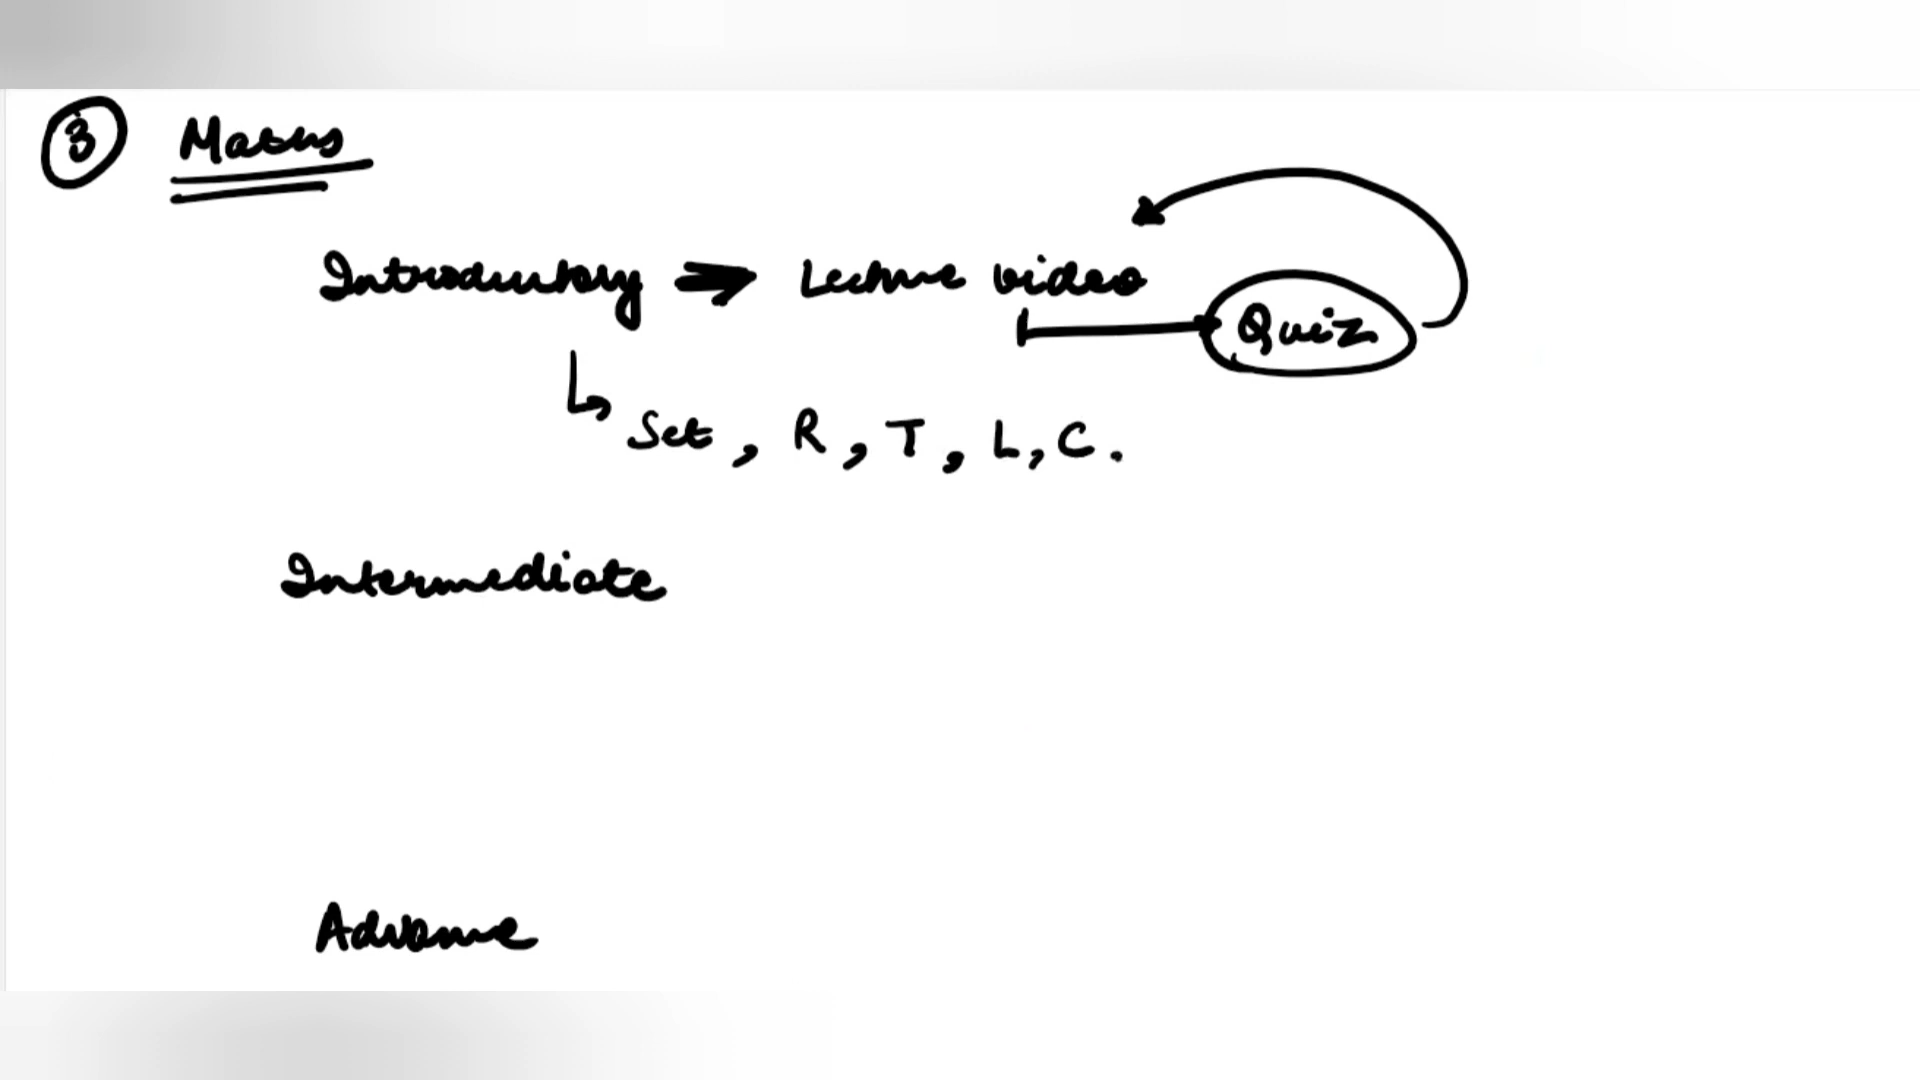 ③ Maths
Introductory ⇒ Lecture video
Quiz
↳ Set, R, T, L, C.
Intermediate
Advance